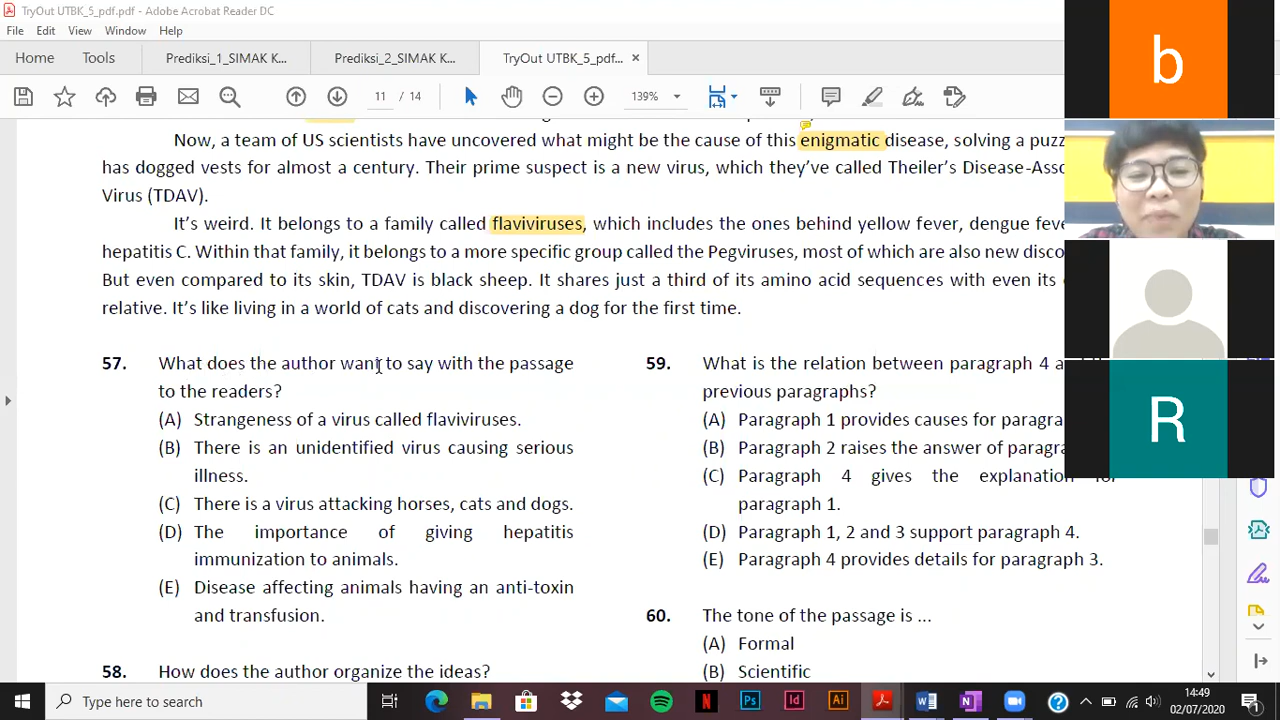 TryOut UTBK_5_pdf.pdf - Adobe Acrobat Reader DC
File Edit View Window Help
Home Tools Prediksi_1_SIMAK K... Prediksi_2_SIMAK K... TryOut UTBK_5_pdf... ×
11 / 14 139%
Now, a team of US scientists have uncovered what might be the cause of this enigmatic disease, solving a
has dogged vests for almost a century. Their prime suspect is a new virus, which they've called Theiler's
Virus (TDAV).
It's weird. It belongs to a family called flaviviruses, which includes the ones behind yellow fever, dengue
hepatitis C. Within that family, it belongs to a more specific group called the Pegviruses, most of which are also new
But even compared to its skin, TDAV is black sheep. It shares just a third of its amino acid sequences with even its
relative. It's like living in a world of cats and discovering a dog for the first time.
57. What does the author want to say with the passage
to the readers?
(A) Strangeness of a virus called flaviviruses.
(B) There is an unidentified virus causing serious
illness.
(C) There is a virus attacking horses, cats and dogs.
(D) The importance of giving hepatitis
immunization to animals.
(E) Disease affecting animals having an anti-toxin
and transfusion.
58. How does the author organize the ideas?
59. What is the relation between paragraph 4
previous paragraphs?
(A) Paragraph 1 provides causes for
(B) Paragraph 2 raises the answer of
(C) Paragraph 4 gives the explanation for
paragraph 1.
(D) Paragraph 1, 2 and 3 support paragraph 4.
(E) Paragraph 4 provides details for paragraph 3.
60. The tone of the passage is ...
(A) Formal
(B) Scientific
b
R
Type here to search
14:49
02/07/2020